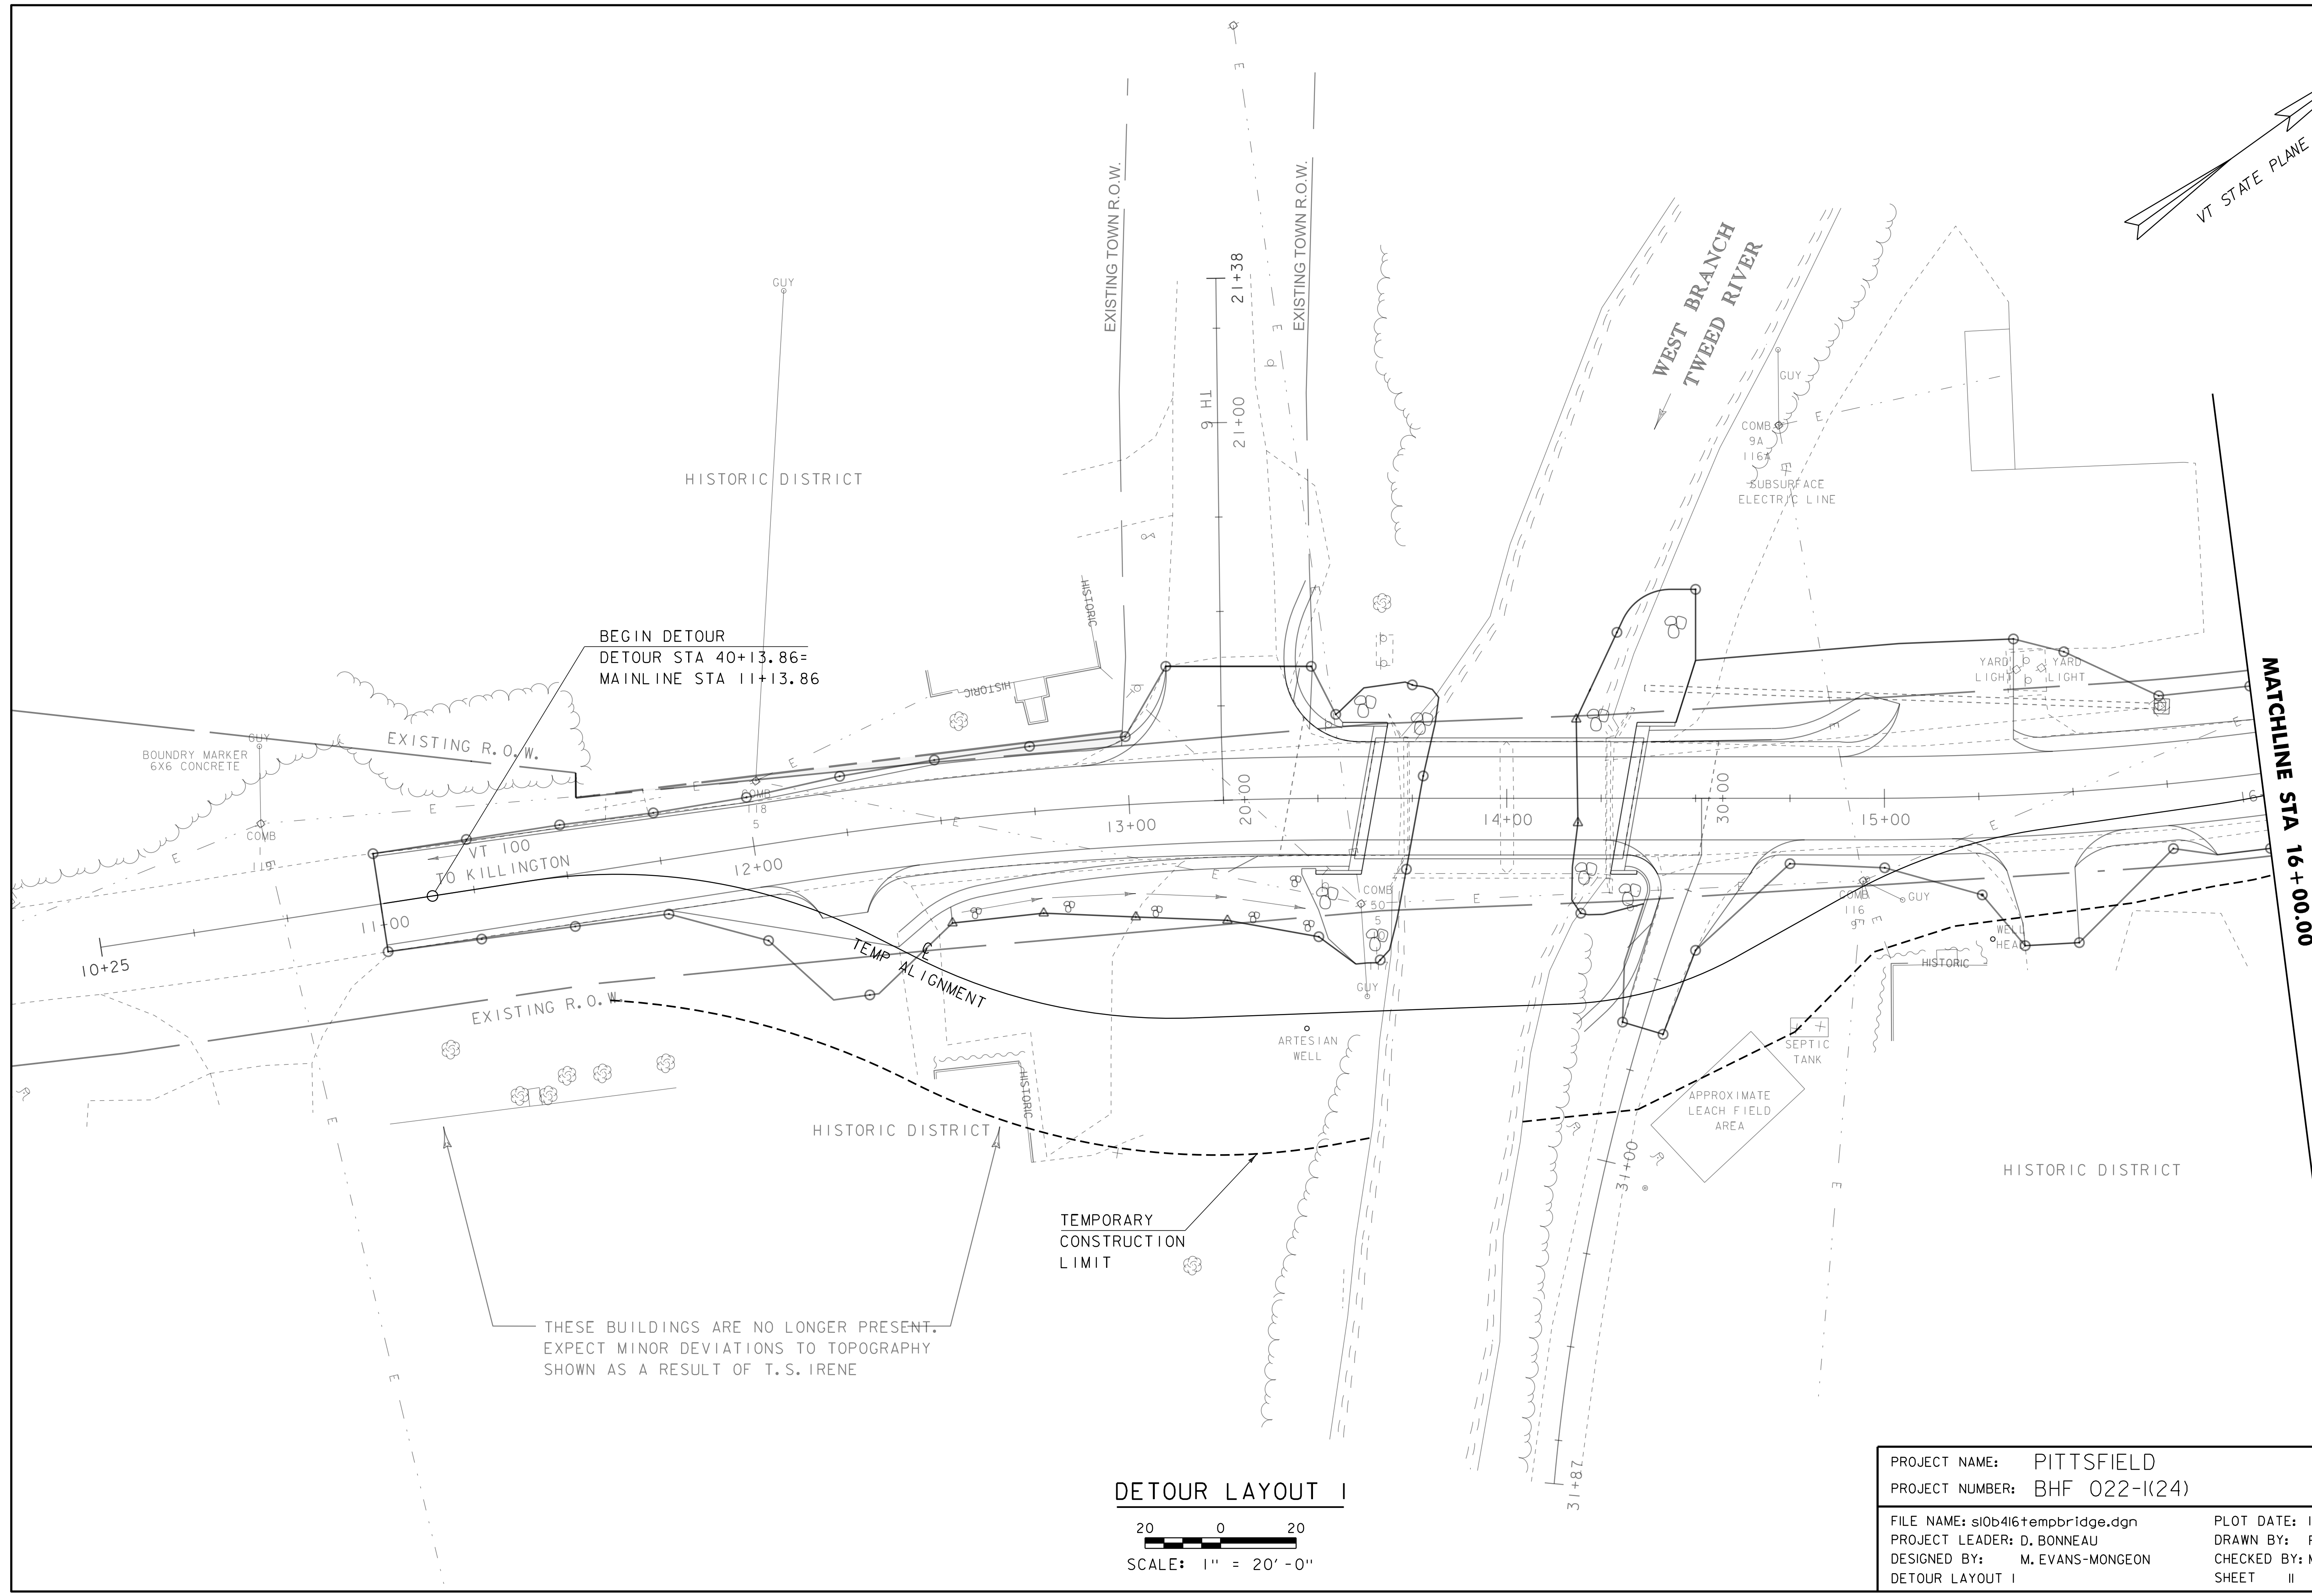 VT STATE PLANE
EXISTING TOWN R.O.W.
EXISTING TOWN R.O.W.
E
E
21+38
TH 9
21+00
20+00
WEST BRANCH
TWEED RIVER
GUY
GUY
COMB
9A
116A
E
E
SUBSURFACE
ELECTRIC LINE
HISTORIC DISTRICT
HISTORIC
HISTORIC
BEGIN DETOUR
DETOUR STA 40+13.86=
MAINLINE STA 11+13.86
YARD
LIGHT
YARD
LIGHT
MATCHLINE STA 16+00.00
EXISTING R.O.W.
GUY
BOUNDRY MARKER
6X6 CONCRETE
COMB
117
E
E
E
E
COMB
118
5
VT 100
TO KILLINGTON
10+25
11+00
12+00
13+00
14+00
30+00
15+00
16
E
E
E
E
E
E
COMB
50
5
GUY
COMB
116
9
GUY
WELL
HEAD
HISTORIC
℄
TEMP ALIGNMENT
EXISTING R.O.W.
ARTESIAN
WELL
SEPTIC
TANK
APPROXIMATE
LEACH FIELD
AREA
HISTORIC
HISTORIC DISTRICT
HISTORIC DISTRICT
31+00
E
E
E
TEMPORARY
CONSTRUCTION
LIMIT
THESE BUILDINGS ARE NO LONGER PRESENT.
EXPECT MINOR DEVIATIONS TO TOPOGRAPHY
SHOWN AS A RESULT OF T.S. IRENE
31+87
DETOUR LAYOUT 1
20 0 20
SCALE: 1" = 20'-0"
PROJECT NAME: PITTSFIELD
PROJECT NUMBER: BHF 022-1(24)
FILE NAME: s10b416tempbridge.dgn PLOT DATE:
PROJECT LEADER: D. BONNEAU DRAWN BY:
DESIGNED BY: M. EVANS-MONGEON CHECKED BY: M
DETOUR LAYOUT 1 SHEET 11